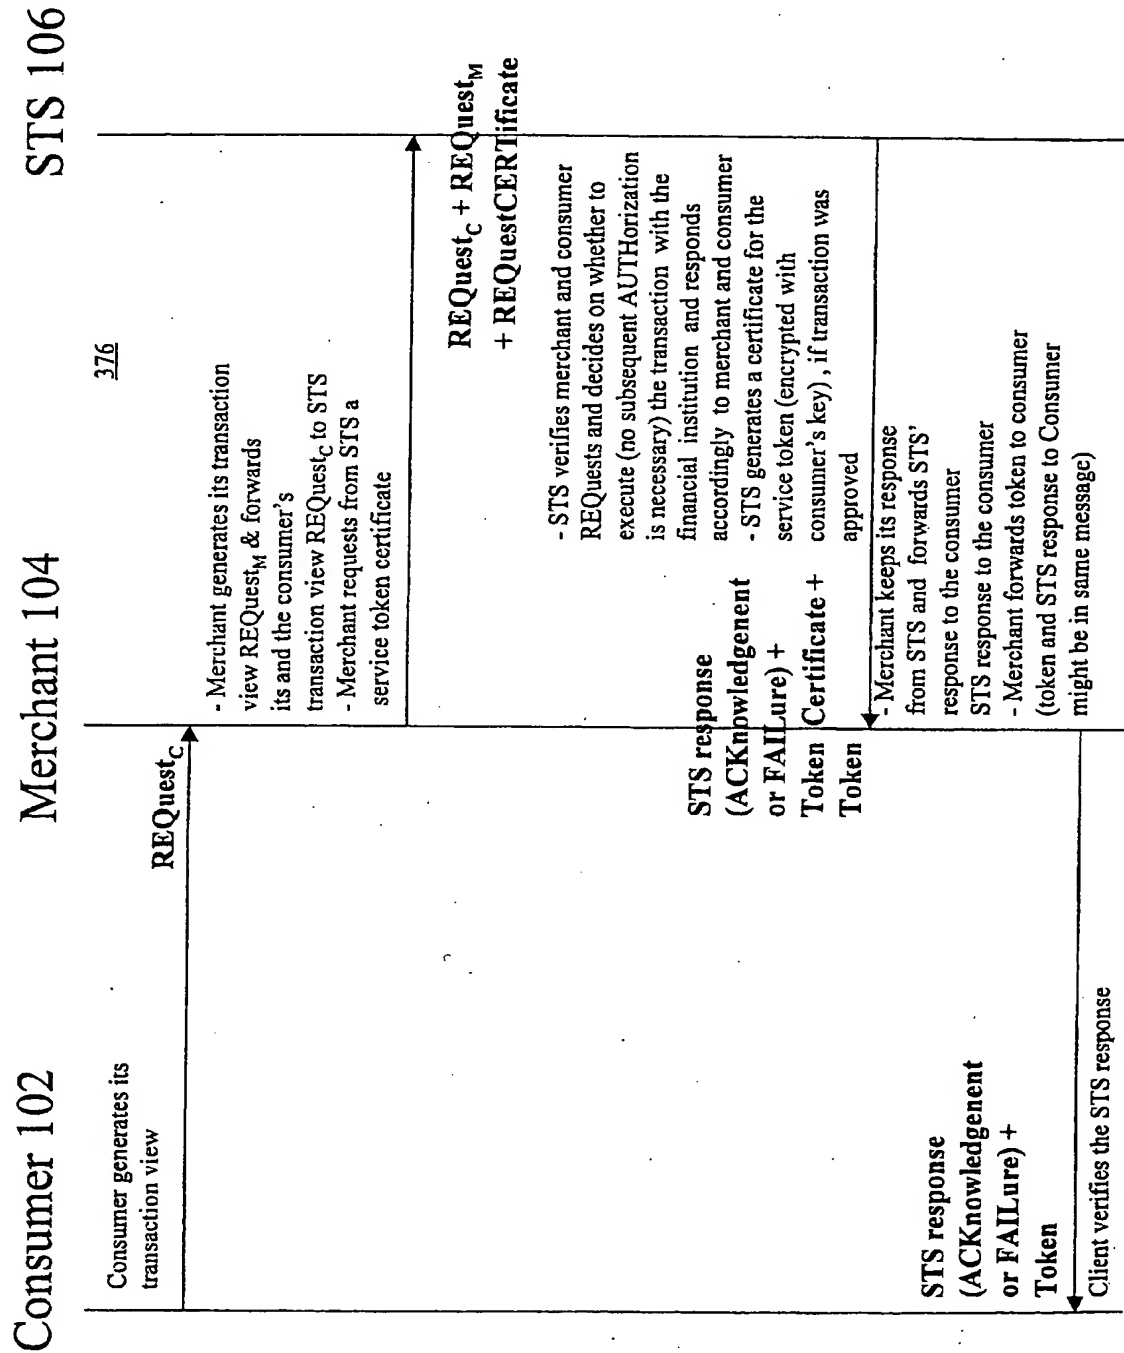 Consumer 102
Merchant 104
STS 106
376
Consumer generates its
transaction view
REQuestC
- Merchant generates its transaction
view REQuestM & forwards
its and the consumer's
transaction view REQuestC to STS
- Merchant requests from STS a
service token certificate
REQuestC + REQuestM
+ REQuestCERTificate
- STS verifies merchant and consumer
REQuests and decides on whether to
execute (no subsequent AUTHorization
is necessary) the transaction with the
financial institution and responds
accordingly to merchant and consumer
- STS generates a certificate for the
service token (encrypted with
consumer's key), if transaction was
approved
STS response
(ACKnowledgenent
or FAILure) +
Token Certificate +
Token
- Merchant keeps its response
from STS and forwards STS'
response to the consumer
STS response to the consumer
- Merchant forwards token to consumer
(token and STS response to Consumer
might be in same message)
STS response
(ACKnowledgenent
or FAILure) +
Token
Client verifies the STS response